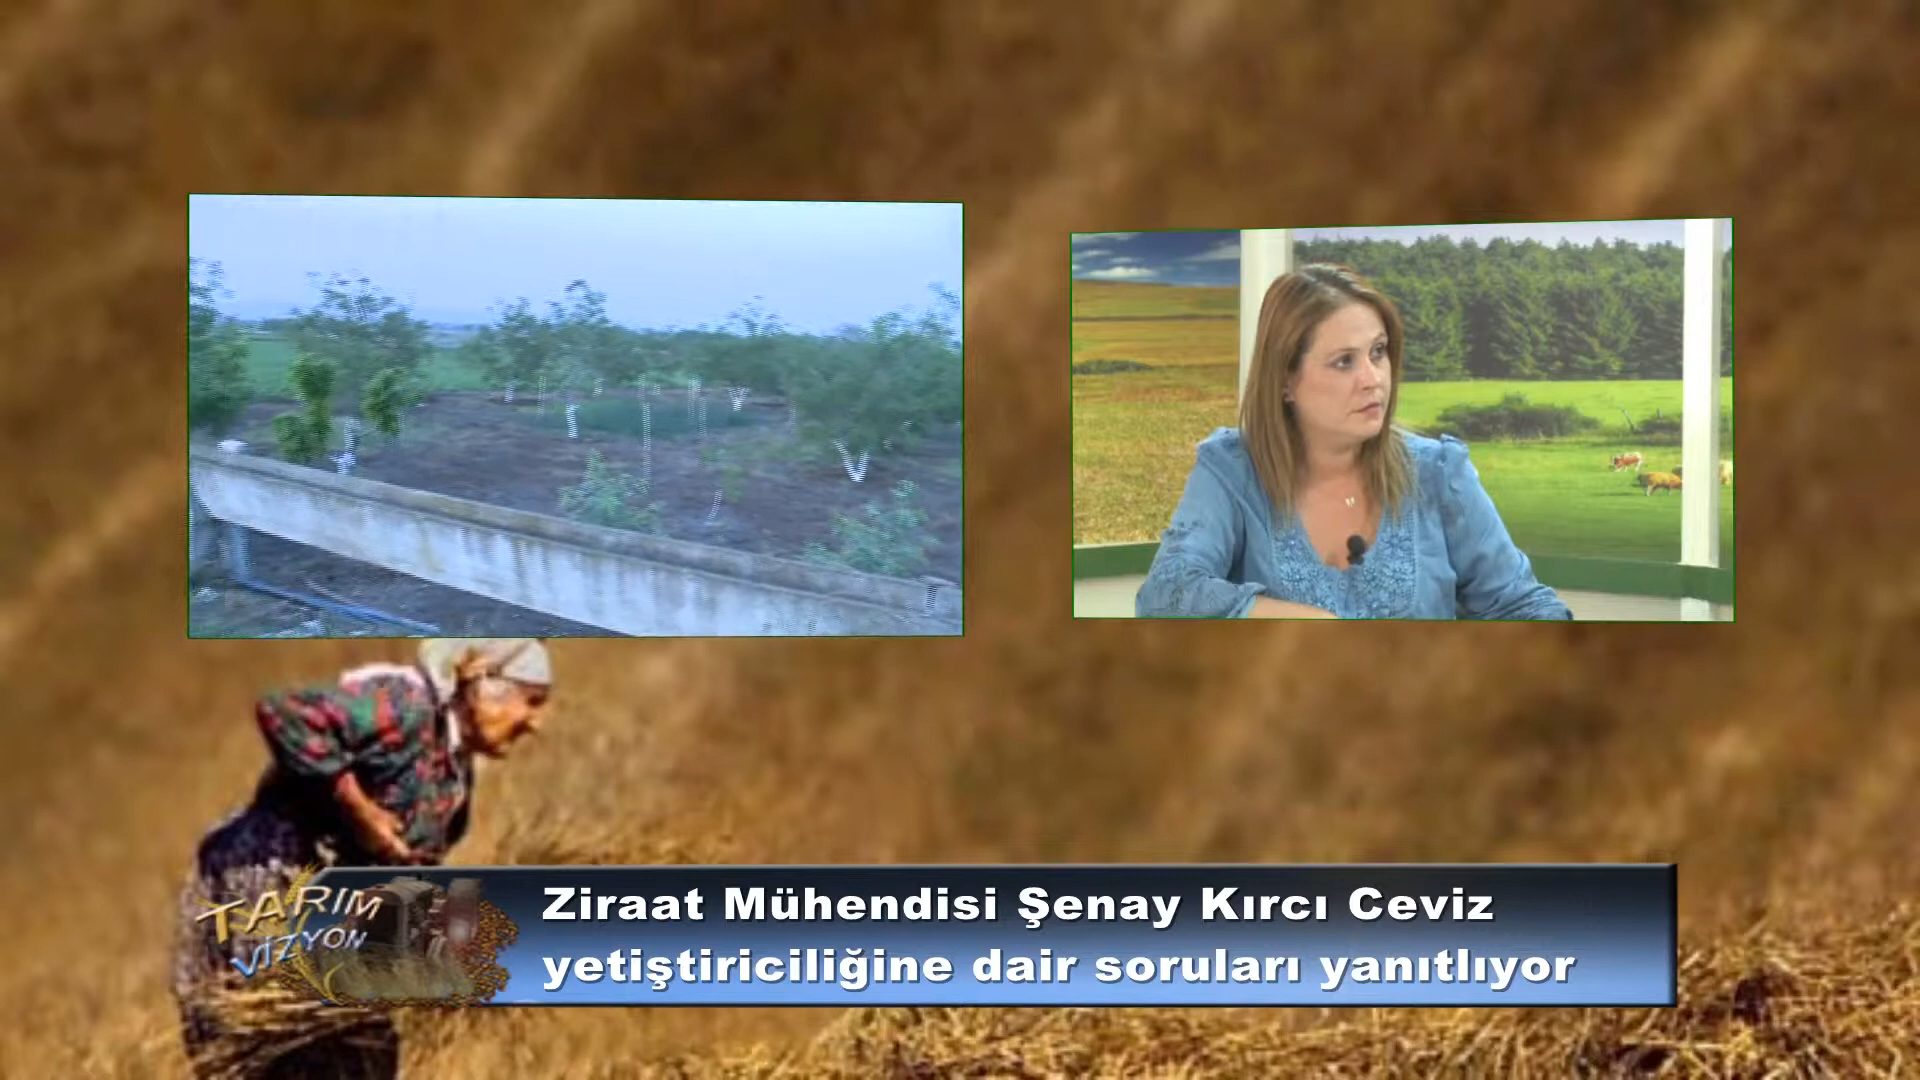 TARIM
VİZYON
Ziraat Mühendisi Şenay Kırcı Ceviz
yetiştiriciliğine dair soruları yanıtlıyor